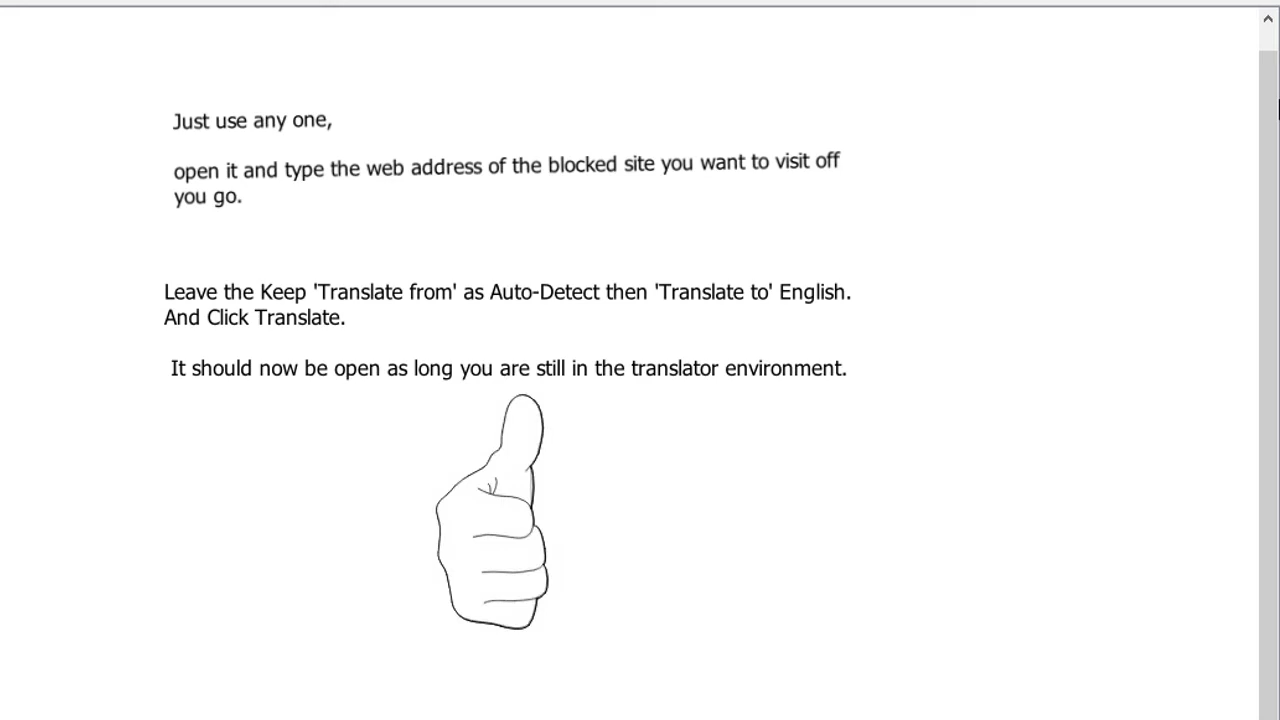 Just use any one,
open it and type the web address of the blocked site you want to visit off
you go.
Leave the Keep 'Translate from' as Auto-Detect then 'Translate to' English.
And Click Translate.
It should now be open as long you are still in the translator environment.